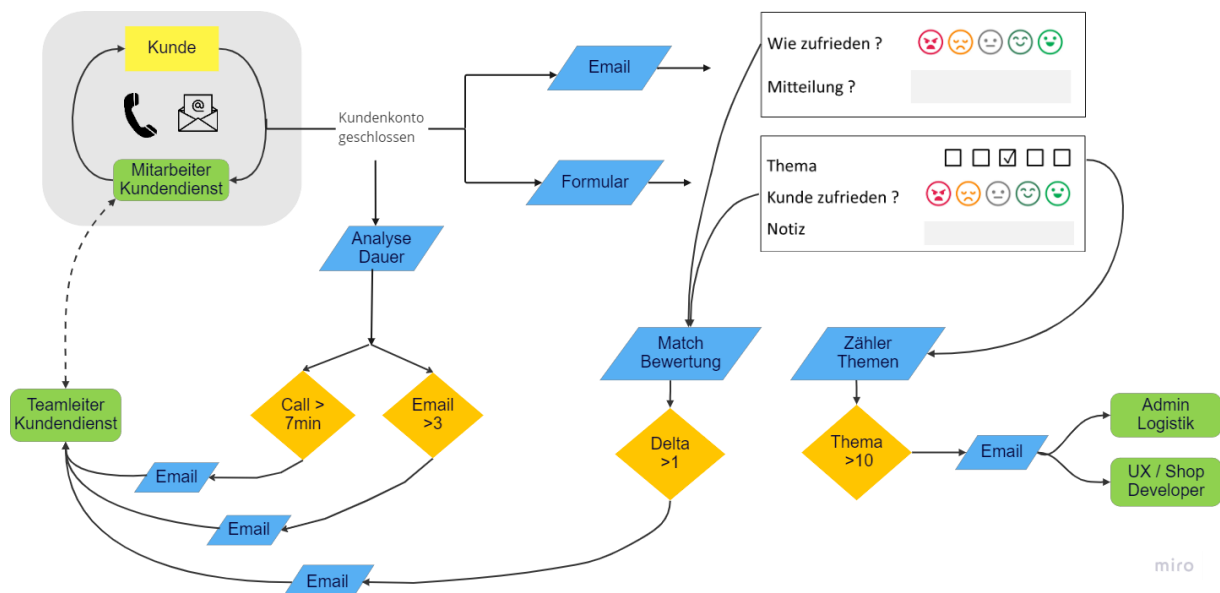 Kunde
@
Mitarbeiter
Kundendienst
Kundenkonto
geschlossen
Email
Formular
Wie zufrieden ?
Mitteilung ?
Thema
Kunde zufrieden ?
Notiz
Analyse
Dauer
Match
Bewertung
Zähler
Themen
Teamleiter
Kundendienst
Call >
7min
Email
>3
Delta
>1
Thema
>10
Email
Admin
Logistik
UX / Shop
Developer
Email
Email
Email
miro